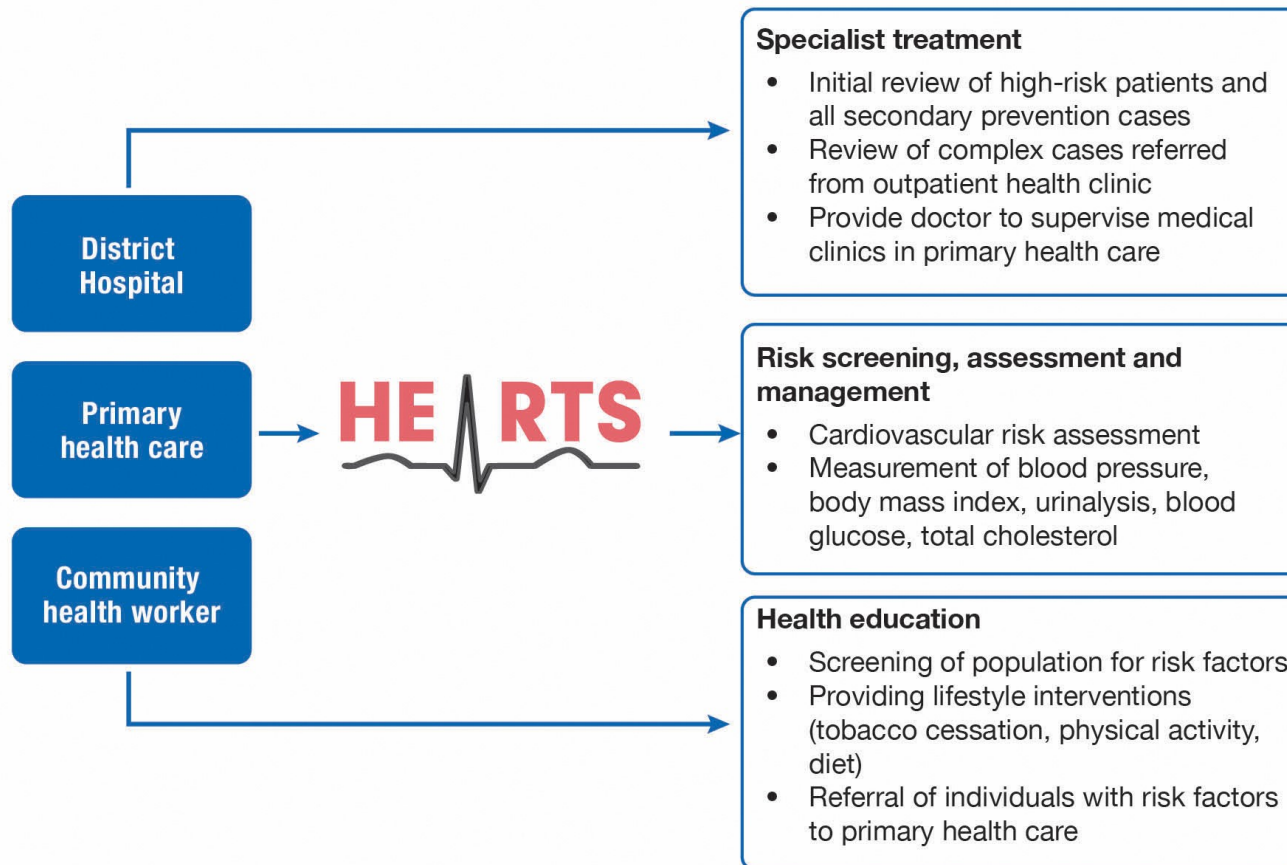 District
Hospital
Primary
health care
Community
health worker
HEARTS
Specialist treatment
• Initial review of high-risk patients and
all secondary prevention cases
• Review of complex cases referred
from outpatient health clinic
• Provide doctor to supervise medical
clinics in primary health care
Risk screening, assessment and
management
• Cardiovascular risk assessment
• Measurement of blood pressure,
body mass index, urinalysis, blood
glucose, total cholesterol
Health education
• Screening of population for risk factors
• Providing lifestyle interventions
(tobacco cessation, physical activity,
diet)
• Referral of individuals with risk factors
to primary health care